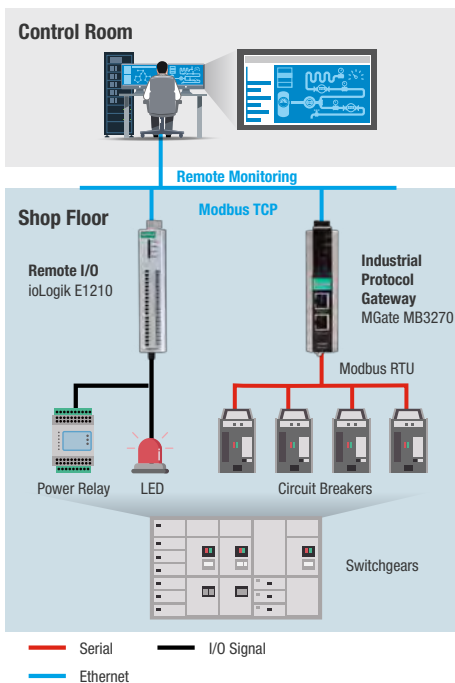 Control Room
Remote Monitoring
Modbus TCP
Shop Floor
Remote I/O
ioLogik E1210
Industrial
Protocol
Gateway
MGate MB3270
Modbus RTU
Power Relay
LED
Circuit Breakers
Switchgears
Serial
I/O Signal
Ethernet